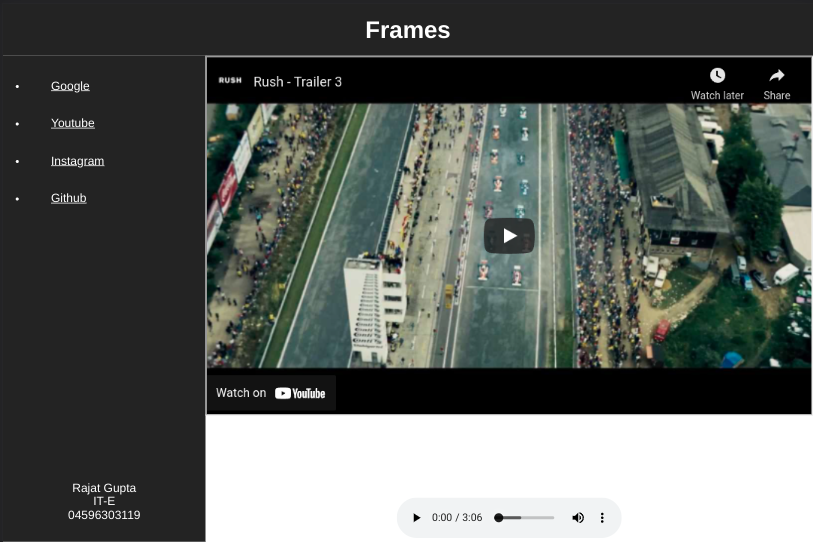 Frames
Google
Youtube
Instagram
Github
Rajat Gupta
IT-E
04596303119
RUSH
Rush - Trailer 3
Watch later
Share
Watch on YouTube
0:00 / 3:06